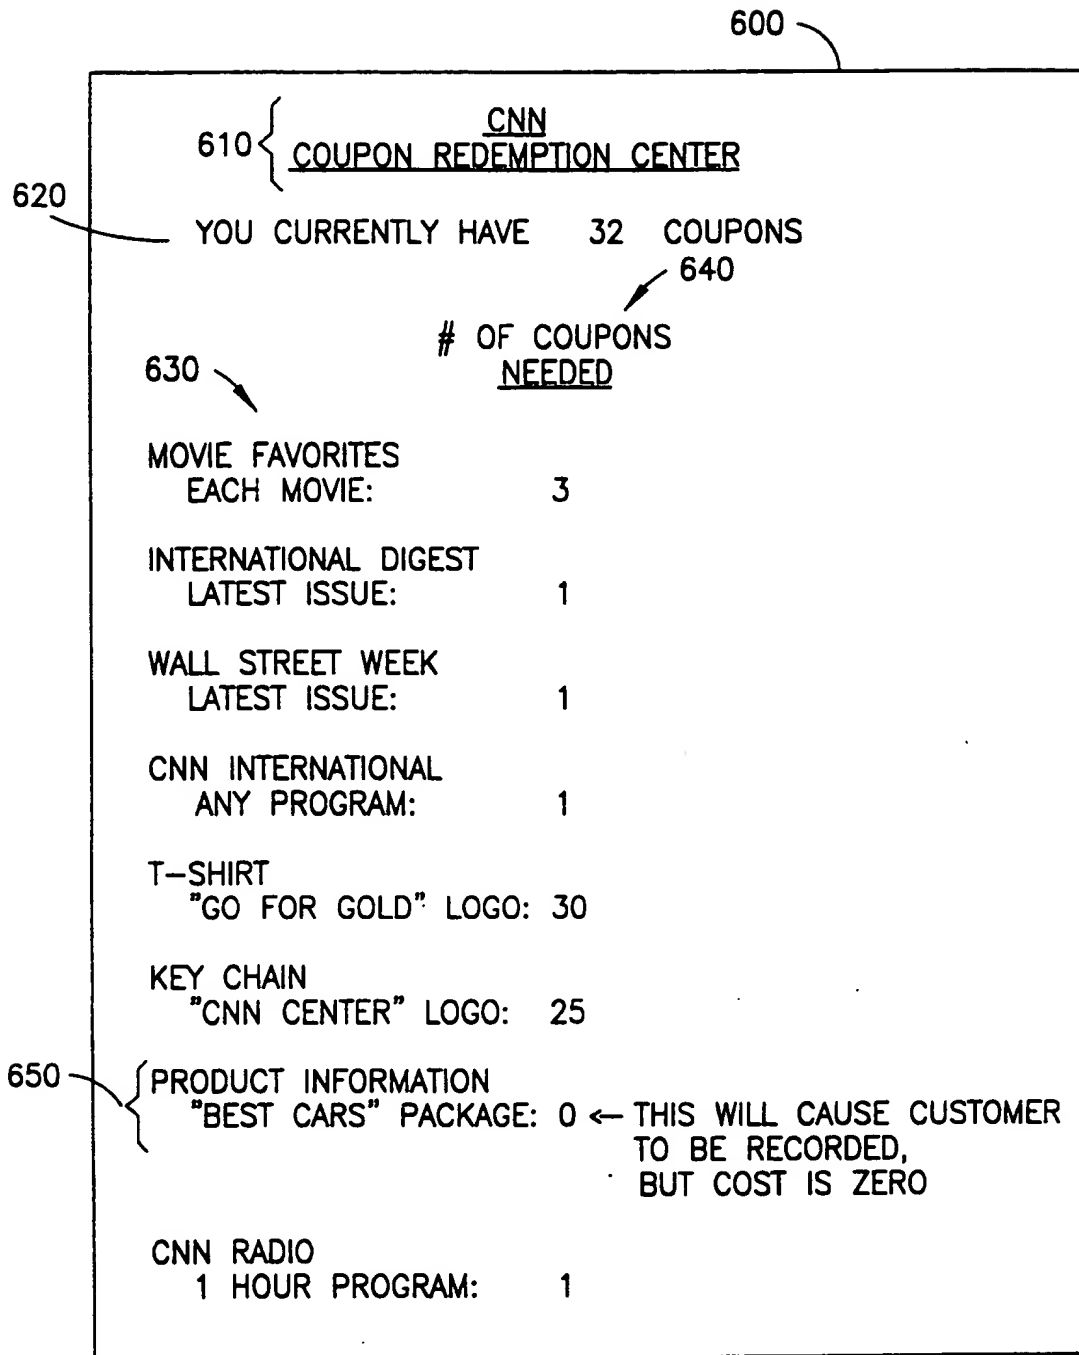 600
610 CNN
COUPON REDEMPTION CENTER
620
YOU CURRENTLY HAVE 32 COUPONS
640
# OF COUPONS
NEEDED
630
MOVIE FAVORITES
EACH MOVIE: 3
INTERNATIONAL DIGEST
LATEST ISSUE: 1
WALL STREET WEEK
LATEST ISSUE: 1
CNN INTERNATIONAL
ANY PROGRAM: 1
T-SHIRT
"GO FOR GOLD" LOGO: 30
KEY CHAIN
"CNN CENTER" LOGO: 25
650 PRODUCT INFORMATION
"BEST CARS" PACKAGE: 0 ← THIS WILL CAUSE CUSTOMER
TO BE RECORDED,
BUT COST IS ZERO
CNN RADIO
1 HOUR PROGRAM: 1